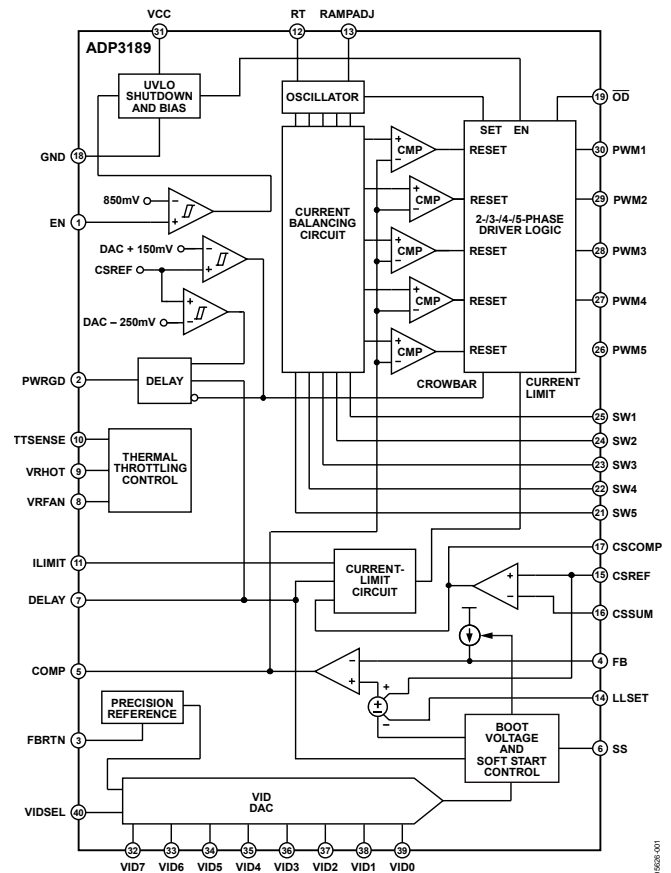 VCC
RT
RAMPADJ
31
12
13
ADP3189
UVLO
SHUTDOWN
AND BIAS
OSCILLATOR
19
OD
SET EN
GND
18
CURRENT
BALANCING
CIRCUIT
+
–
CMP
RESET
30
PWM1
850mV
–
+
EN
1
+
–
CMP
RESET
29
PWM2
2-/3-/4-/5-PHASE
DRIVER LOGIC
DAC + 150mV
–
CSREF
+
+
–
CMP
RESET
28
PWM3
+
DAC – 250mV
–
+
–
CMP
RESET
27
PWM4
+
–
CMP
RESET
26
PWM5
PWRGD
2
DELAY
CROWBAR
CURRENT
LIMIT
25
SW1
TTSENSE
10
24
SW2
THERMAL
THROTTLING
CONTROL
VRHOT
9
23
SW3
VRFAN
8
22
SW4
21
SW5
17
CSCOMP
ILIMIT
11
CURRENT-
LIMIT
CIRCUIT
+
15
CSREF
DELAY
7
–
16
CSSUM
COMP
5
–
+
4
FB
+
±
–
14
LLSET
PRECISION
REFERENCE
BOOT
VOLTAGE
AND
SOFT START
CONTROL
FBRTN
3
6
SS
VIDSEL
40
VID
DAC
32
33
34
35
36
37
38
39
VID7
VID6
VID5
VID4
VID3
VID2
VID1
VID0